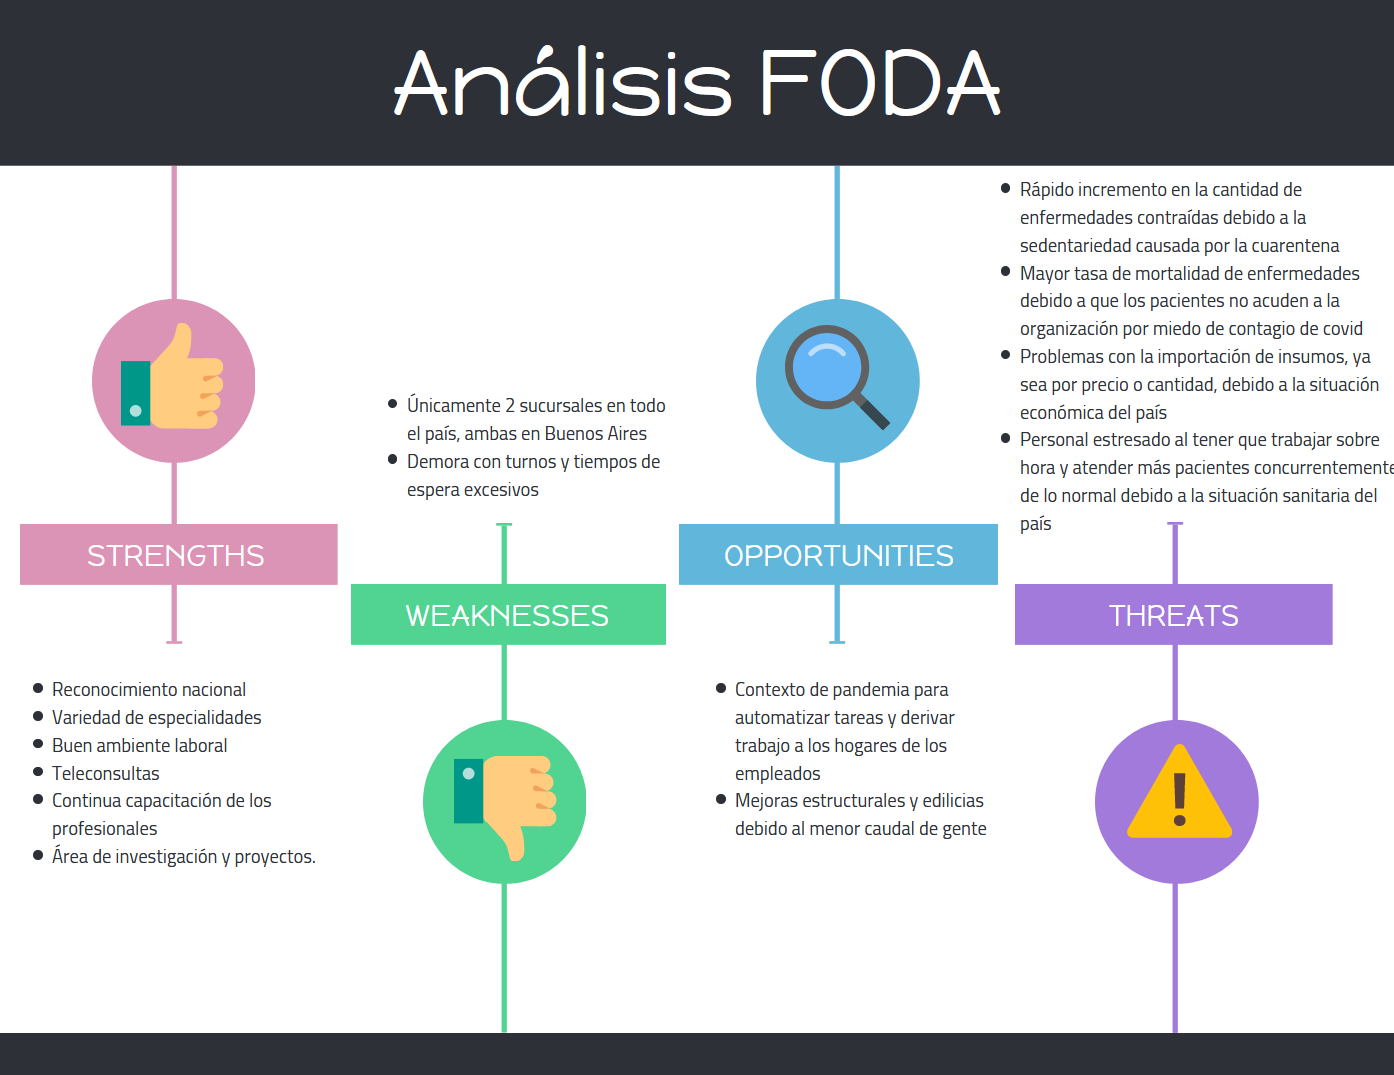 Análisis FODA
STRENGTHS
Reconocimiento nacional
Variedad de especialidades
Buen ambiente laboral
Teleconsultas
Continua capacitación de los
profesionales
Área de investigación y proyectos.
Únicamente 2 sucursales en todo
el país, ambas en Buenos Aires
Demora con turnos y tiempos de
espera excesivos
WEAKNESSES
OPPORTUNITIES
Contexto de pandemia para
automatizar tareas y derivar
trabajo a los hogares de los
empleados
Mejoras estructurales y edilicias
debido al menor caudal de gente
Rápido incremento en la cantidad de
enfermedades contraídas debido a la
sedentariedad causada por la cuarentena
Mayor tasa de mortalidad de enfermedades
debido a que los pacientes no acuden a la
organización por miedo de contagio de covid
Problemas con la importación de insumos, ya
sea por precio o cantidad, debido a la situación
económica del país
Personal estresado al tener que trabajar sobre
hora y atender más pacientes concurrentemente
de lo normal debido a la situación sanitaria del
país
THREATS